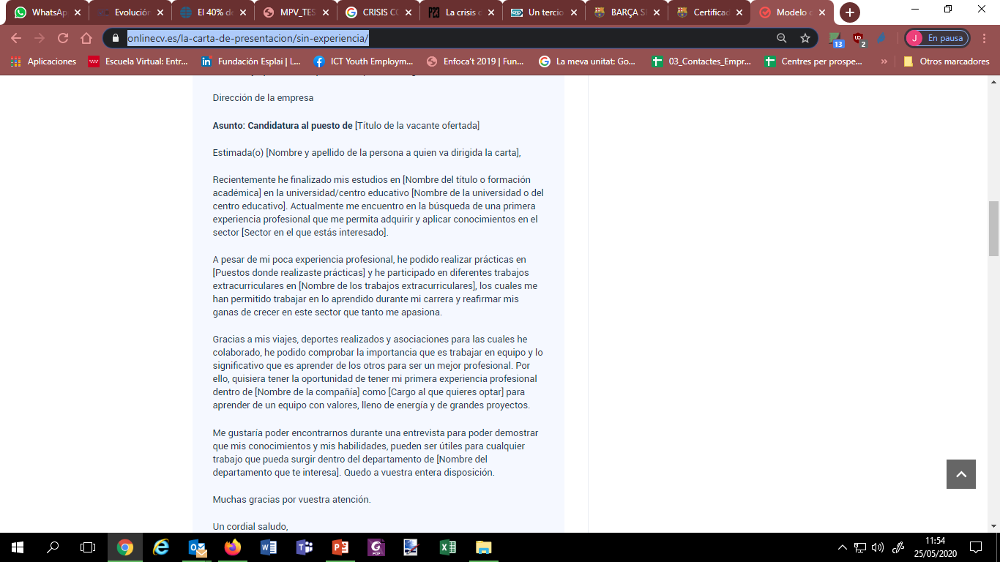 WhatsAp
Evolución
El 40% de
MPV_TES
CRISIS CO
La crisis c
Un tercio
BARÇA S
Certificad
Modelo d
onlinecv.es/la-carta-de-presentacion/sin-experiencia/
13
2
J En pausa
Aplicaciones
Escuela Virtual: Entr...
Fundación Esplai | L...
ICT Youth Employm...
Enfoca't 2019 | Fun...
La meva unitat: Go...
03_Contactes_Empr...
Centres per prospe...
»
Otros marcadores
Dirección de la empresa
Asunto: Candidatura al puesto de [Título de la vacante ofertada]
Estimada(o) [Nombre y apellido de la persona a quien va dirigida la carta],
Recientemente he finalizado mis estudios en [Nombre del título o formación
académica] en la universidad/centro educativo [Nombre de la universidad o del
centro educativo]. Actualmente me encuentro en la búsqueda de una primera
experiencia profesional que me permita adquirir y aplicar conocimientos en el
sector [Sector en el que estás interesado].
A pesar de mi poca experiencia profesional, he podido realizar prácticas en
[Puestos donde realizaste prácticas] y he participado en diferentes trabajos
extracurriculares en [Nombre de los trabajos extracurriculares], los cuales me
han permitido trabajar en lo aprendido durante mi carrera y reafirmar mis
ganas de crecer en este sector que tanto me apasiona.
Gracias a mis viajes, deportes realizados y asociaciones para las cuales he
colaborado, he podido comprobar la importancia que es trabajar en equipo y lo
significativo que es aprender de los otros para ser un mejor profesional. Por
ello, quisiera tener la oportunidad de tener mi primera experiencia profesional
dentro de [Nombre de la compañía] como [Cargo al que quieres optar] para
aprender de un equipo con valores, lleno de energía y de grandes proyectos.
Me gustaría poder encontrarnos durante una entrevista para poder demostrar
que mis conocimientos y mis habilidades, pueden ser útiles para cualquier
trabajo que pueda surgir dentro del departamento de [Nombre del
departamento que te interesa]. Quedo a vuestra entera disposición.
Muchas gracias por vuestra atención.
Un cordial saludo,
11:54
25/05/2020